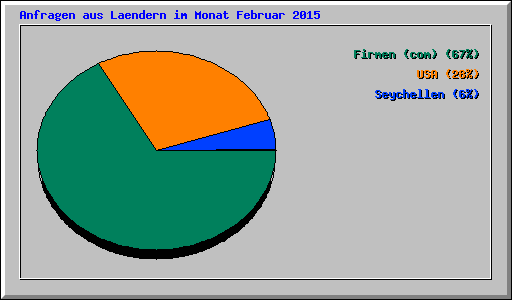 Anfragen aus Laendern im Monat Februar 2015
Firmen (com) (67%)
USA (28%)
Seychellen (6%)